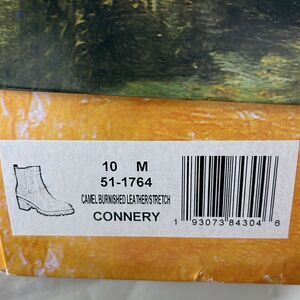 10 M
51-1764
CAMEL BURNISHED LEATHER/STRETCH
CONNERY
1 93073 84304 6